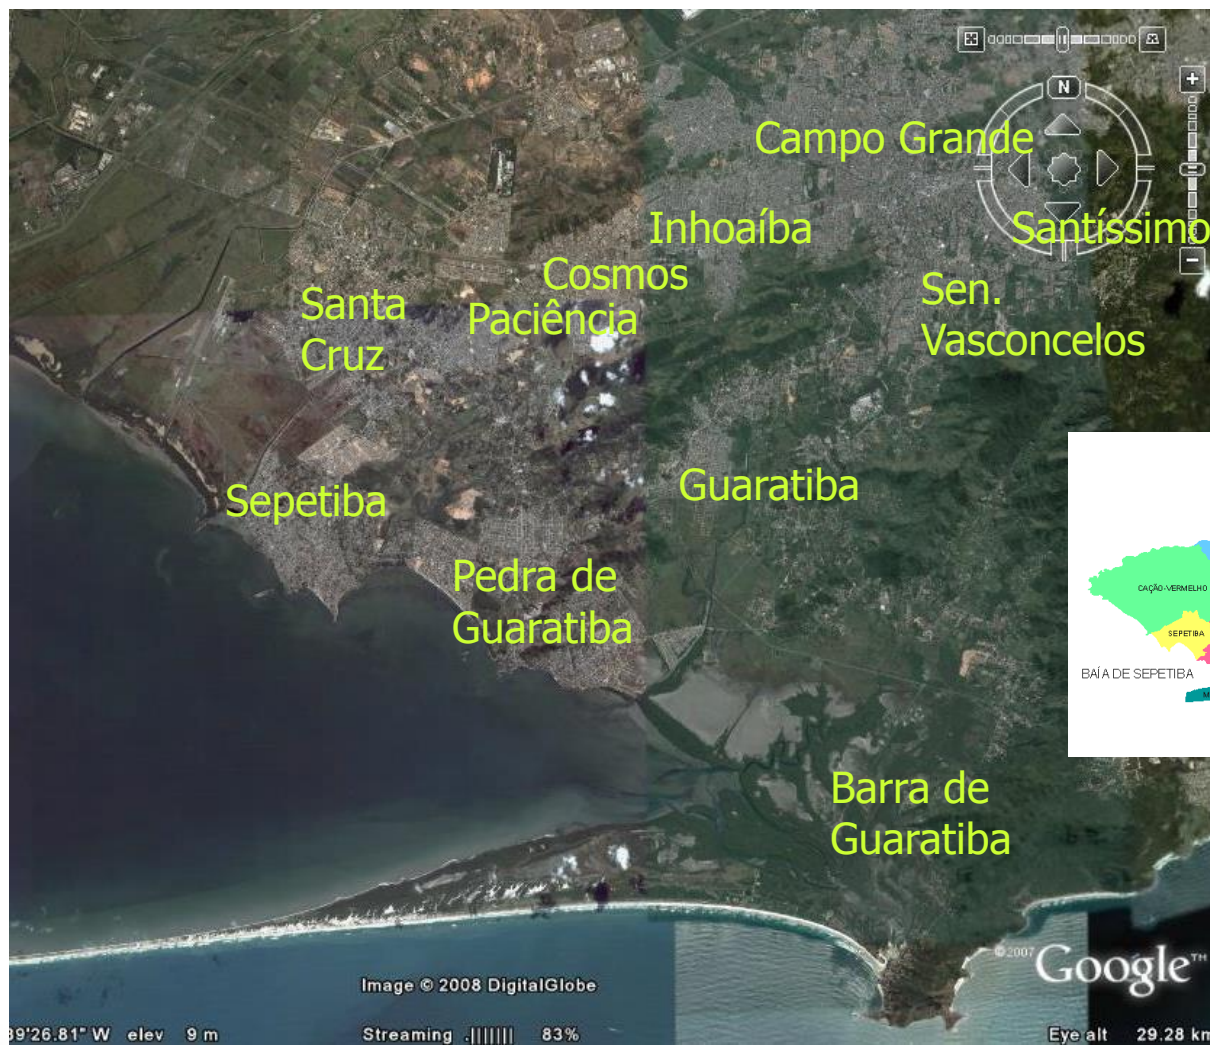 N
Campo Grande
Inhoaíba
Santíssimo
Cosmos
Sen.
Vasconcelos
Santa
Cruz
Paciência
Guaratiba
Sepetiba
Pedra de
Guaratiba
CAÇÃO-VERMELHO
SEPETIBA
BAÍA DE SEPETIBA
Barra de
Guaratiba
©2007 Google™
Image © 2008 DigitalGlobe
39'26.81" W elev 9 m
Streaming 83%
Eye alt 29.28 km